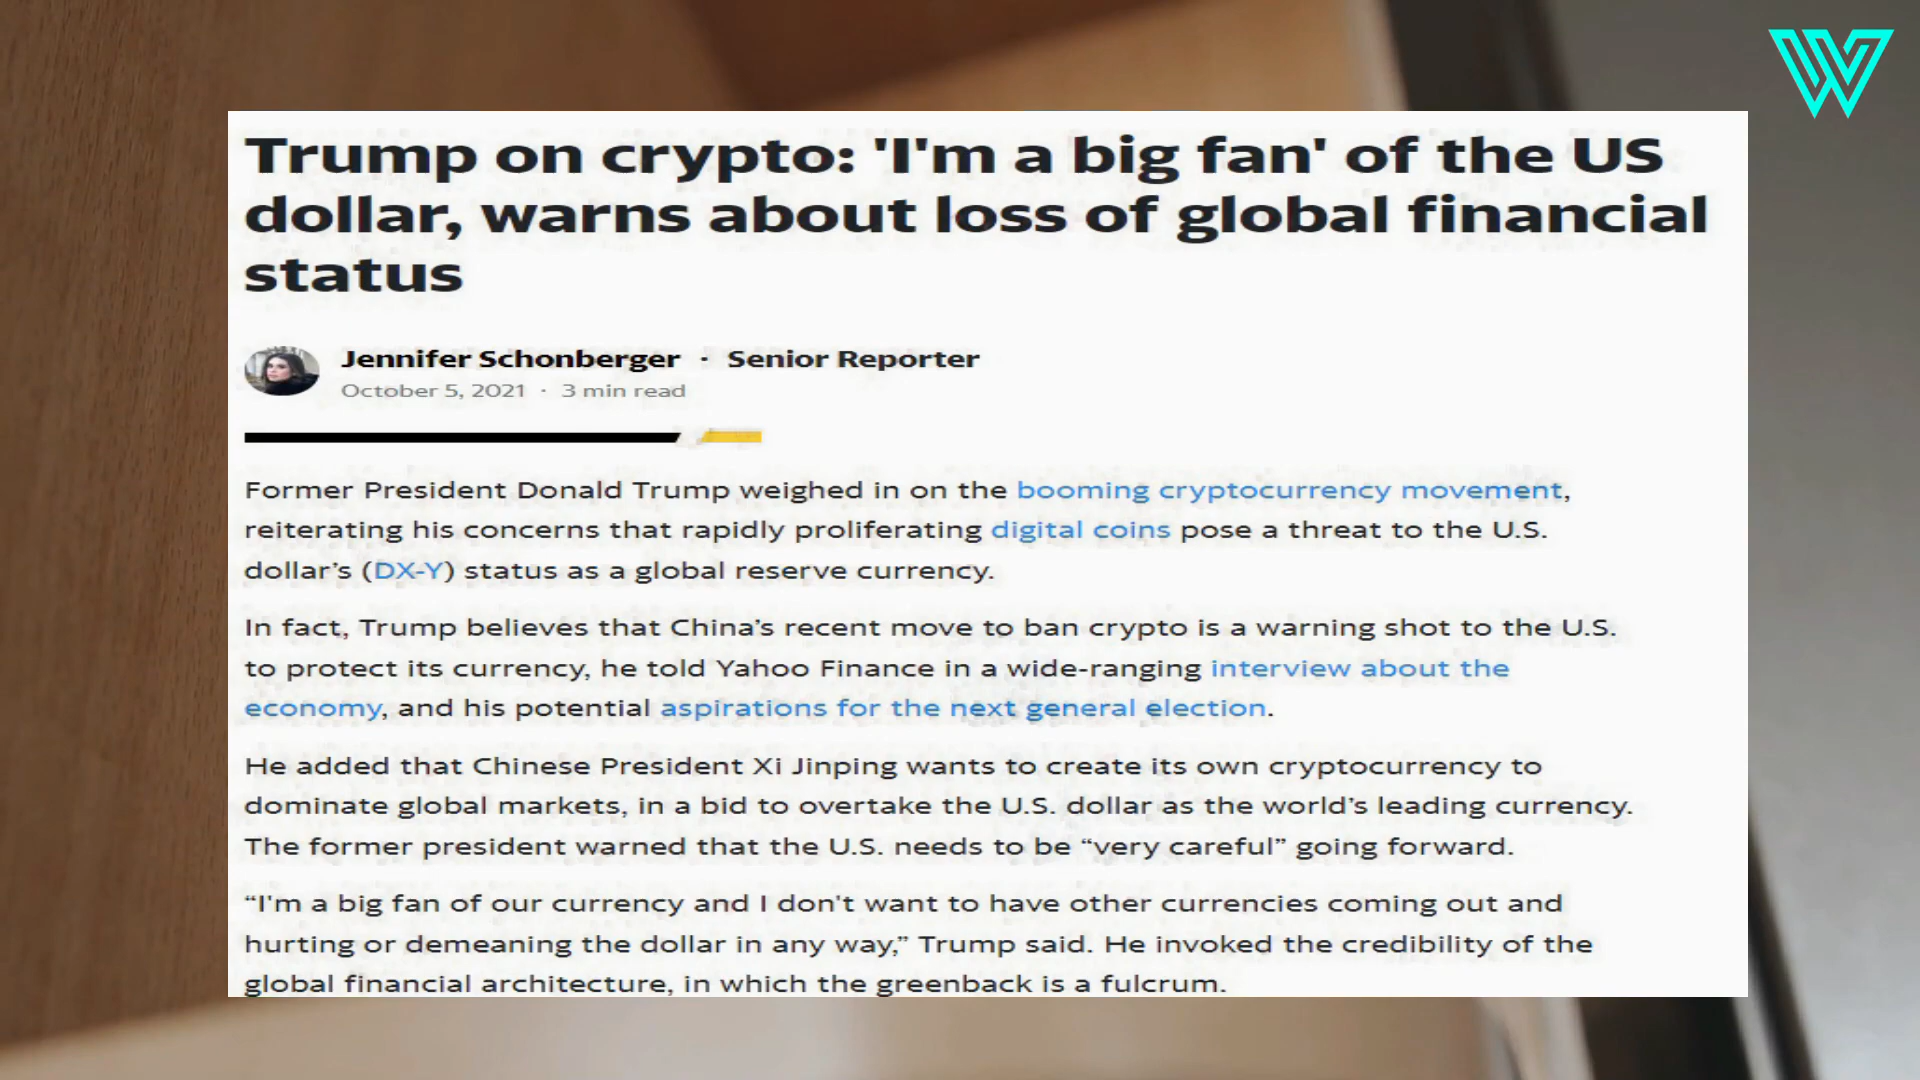 Trump on crypto: 'I'm a big fan' of the US
dollar, warns about loss of global financial
status
Jennifer Schonberger · Senior Reporter
October 5, 2021 · 3 min read
Former President Donald Trump weighed in on the booming cryptocurrency movement,
reiterating his concerns that rapidly proliferating digital coins pose a threat to the U.S.
dollar’s (DX-Y) status as a global reserve currency.
In fact, Trump believes that China’s recent move to ban crypto is a warning shot to the U.S.
to protect its currency, he told Yahoo Finance in a wide-ranging interview about the
economy, and his potential aspirations for the next general election.
He added that Chinese President Xi Jinping wants to create its own cryptocurrency to
dominate global markets, in a bid to overtake the U.S. dollar as the world’s leading currency.
The former president warned that the U.S. needs to be “very careful” going forward.
“I'm a big fan of our currency and I don't want to have other currencies coming out and
hurting or demeaning the dollar in any way,” Trump said. He invoked the credibility of the
global financial architecture, in which the greenback is a fulcrum.